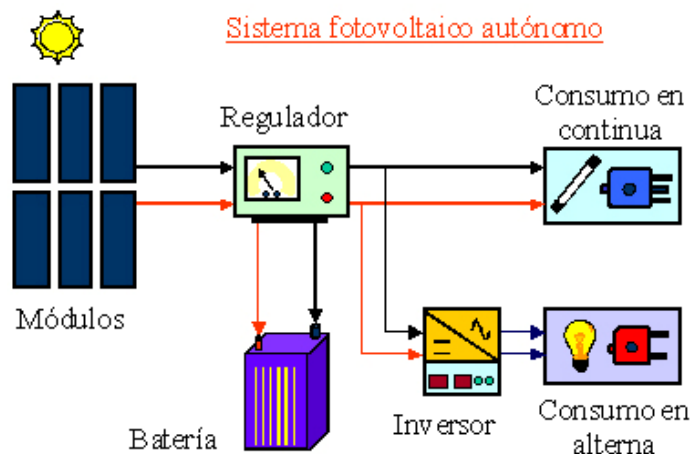 Sistema fotovoltaico autónomo
Consumo en
continua
Regulador
Módulos
Inversor
Batería
Consumo en
alterna